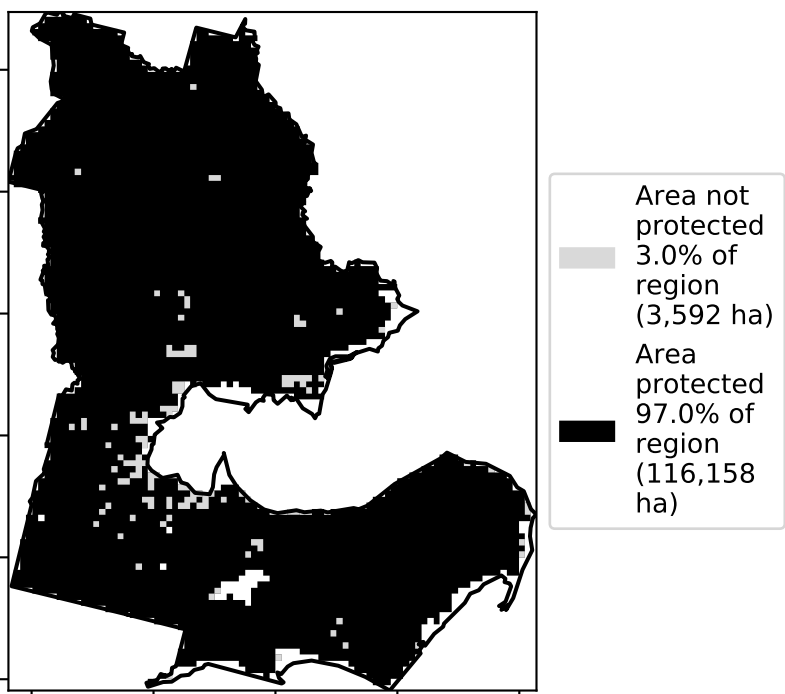 Area not
protected
3.0% of
region
(3,592 ha)
Area
protected
97.0% of
region
(116,158
ha)